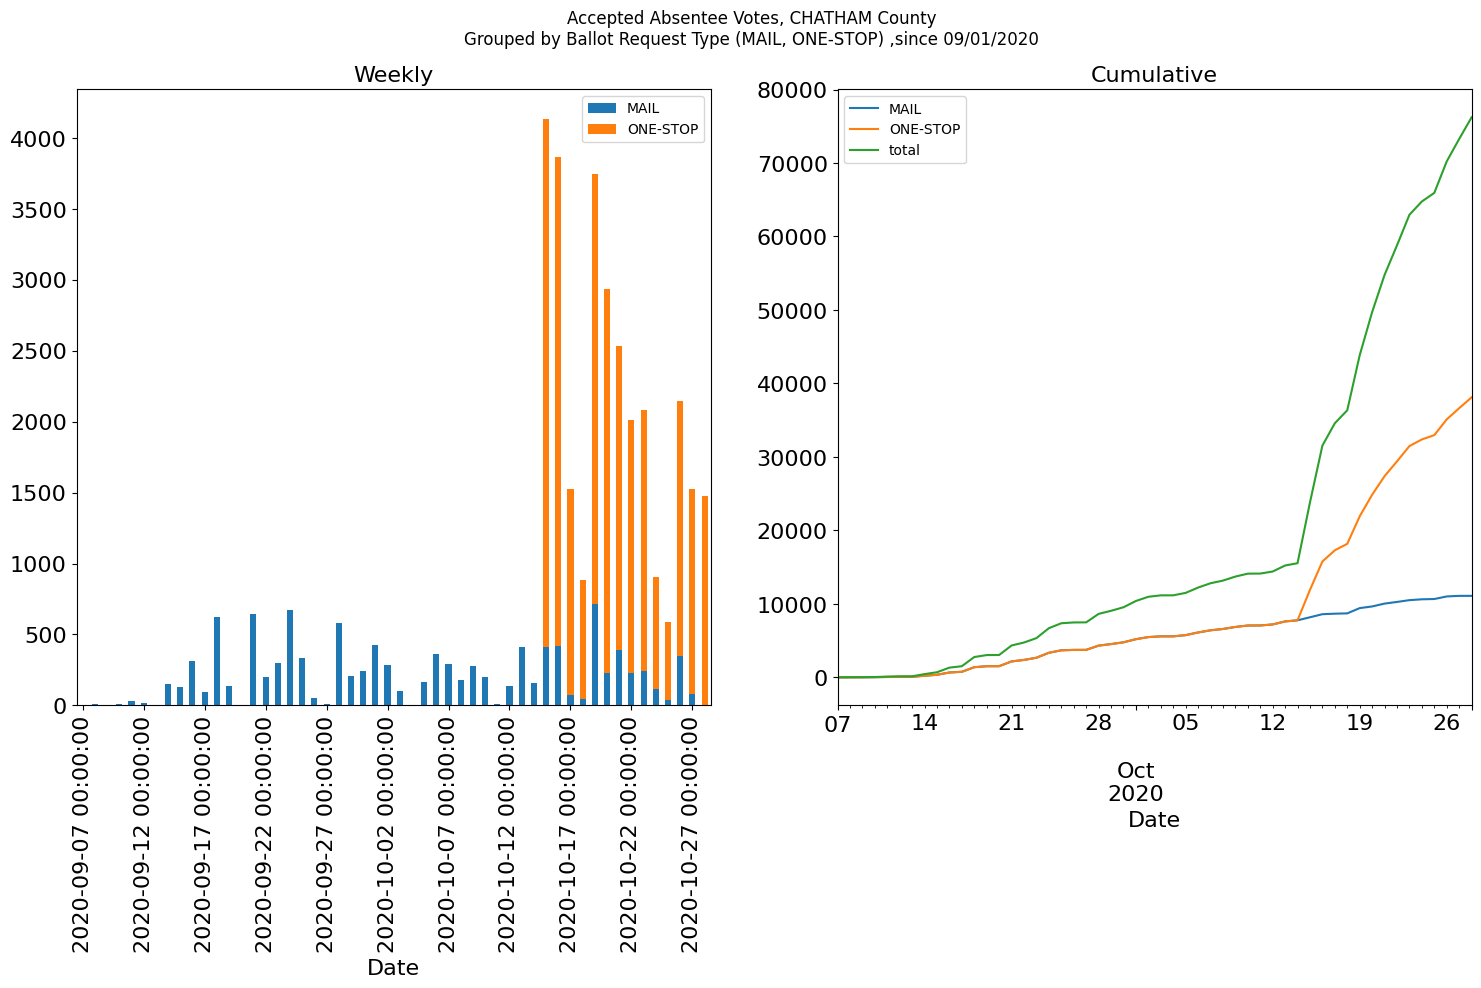 Accepted Absentee Votes, CHATHAM County
Grouped by Ballot Request Type (MAIL, ONE-STOP) ,since 09/01/2020
Weekly
MAIL
ONE-STOP
4000
3500
3000
2500
2000
1500
1000
500
0
2020-09-07 00:00:00
2020-09-12 00:00:00
2020-09-17 00:00:00
2020-09-22 00:00:00
2020-09-27 00:00:00
2020-10-02 00:00:00
2020-10-07 00:00:00
2020-10-12 00:00:00
2020-10-17 00:00:00
2020-10-22 00:00:00
2020-10-27 00:00:00
Date
Cumulative
MAIL
ONE-STOP
total
80000
70000
60000
50000
40000
30000
20000
10000
0
07 14 21 28 05 12 19 26
Oct
2020
Date